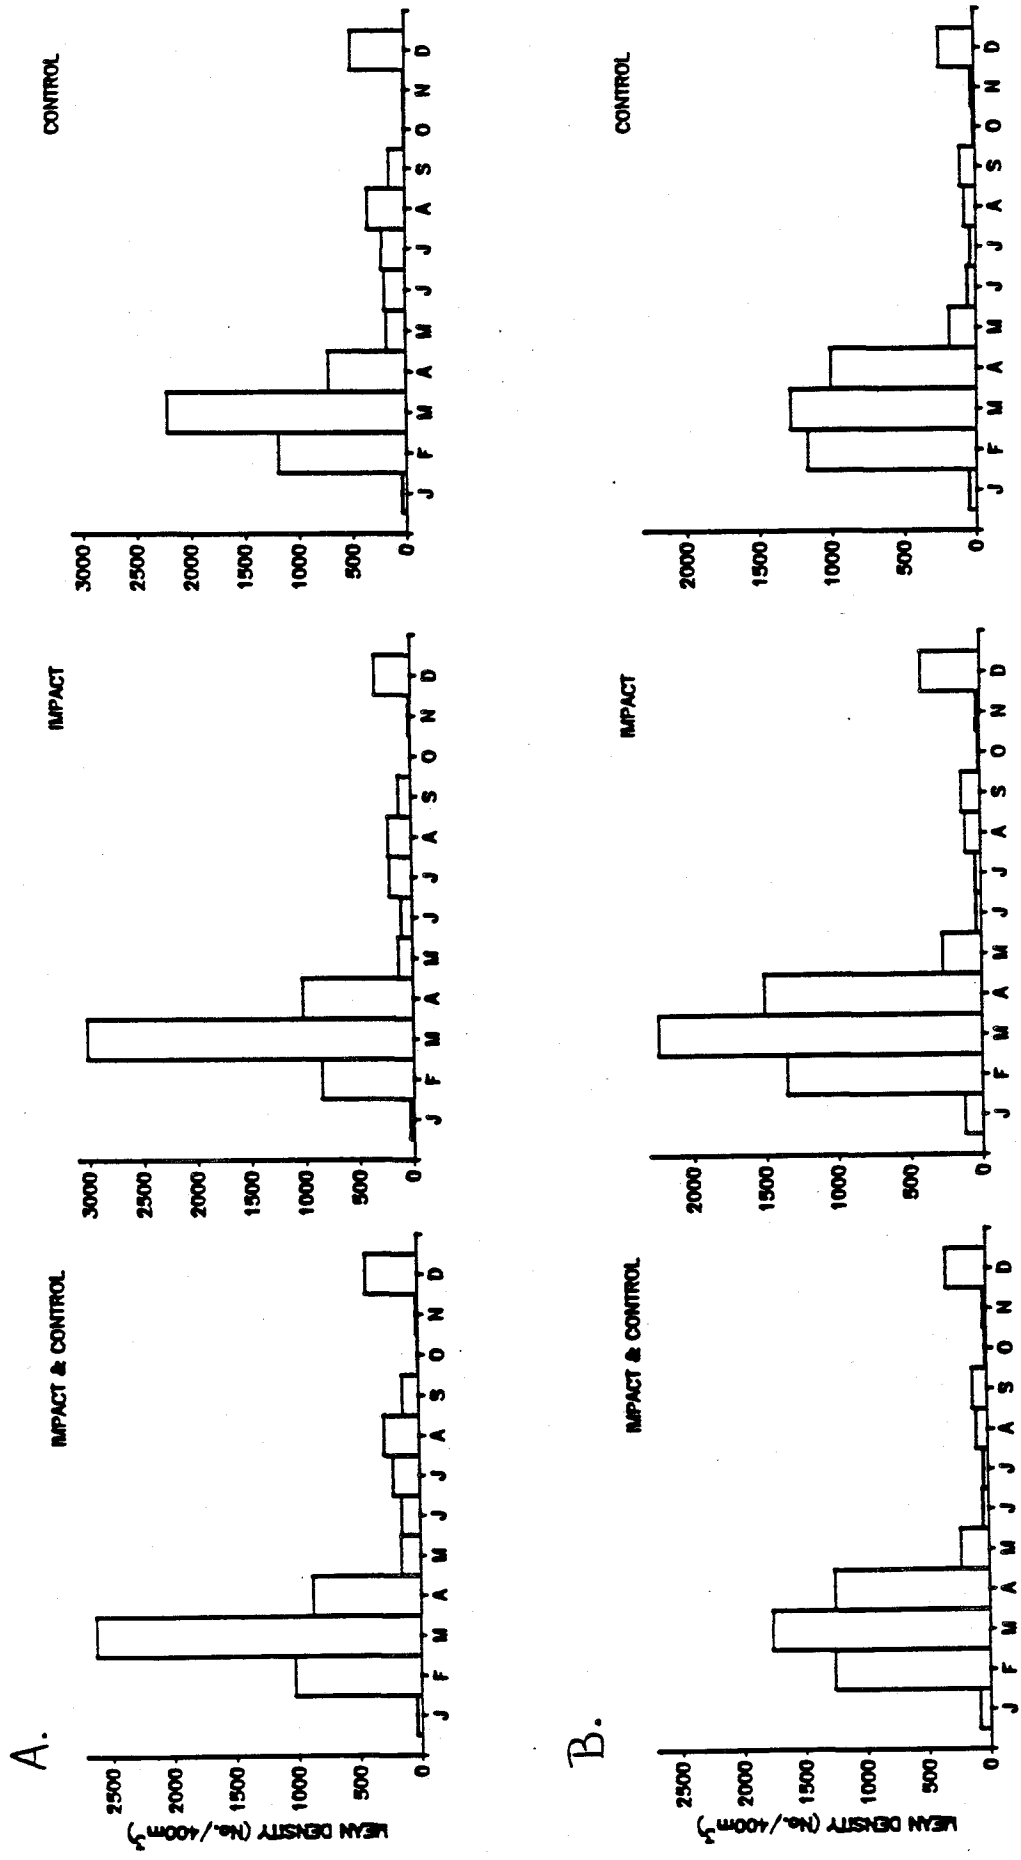 A.
IMPACT & CONTROL
MEAN DENSITY (No./400m³)
2500
2000
1500
1000
500
0
J F M A M J J A S O N D
IMPACT
3000
2500
2000
1500
1000
500
0
J F M A M J J A S O N D
CONTROL
3000
2500
2000
1500
1000
500
0
J F M A M J J A S O N D
B.
IMPACT & CONTROL
MEAN DENSITY (No./400m³)
2500
2000
1500
1000
500
0
J F M A M J J A S O N D
IMPACT
2000
1500
1000
500
0
J F M A M J J A S O N D
CONTROL
2000
1500
1000
500
0
J F M A M J J A S O N D